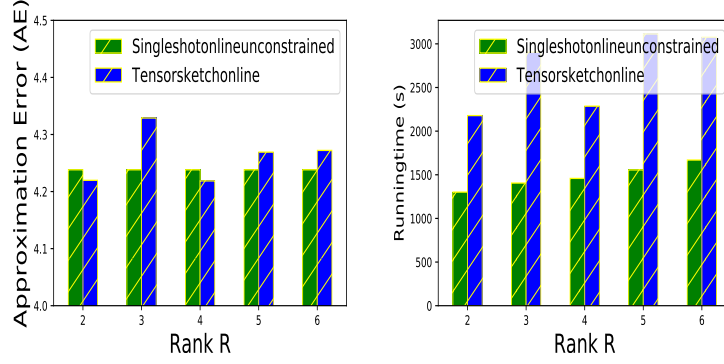 Approximation Error (AE)
4.5
4.4
4.3
4.2
4.1
4.0
Singleshotonlineunconstrained
Tensorsketchonline
2 3 4 5 6
Rank R
Runningtime (s)
3000
2500
2000
1500
1000
500
0
Singleshotonlineunconstrained
Tensorsketchonline
2 3 4 5 6
Rank R